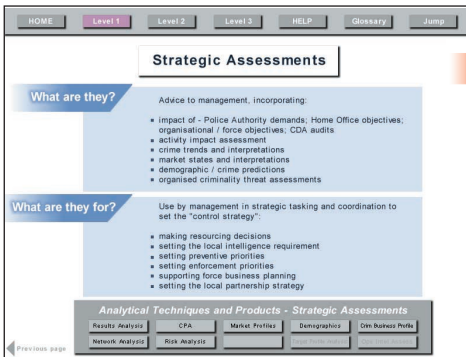 HOME Level 1 Level 2 Level 3 HELP Glossary Jump
Strategic Assessments
What are they?
Advice to management, incorporating:
impact of - Police Authority demands; Home Office objectives;
organisational / force objectives; CDA audits
activity impact assessment
crime trends and interpretations
market states and interpretations
demographic / crime predictions
organised criminality threat assessments
What are they for?
Use by management in strategic tasking and coordination to
set the "control strategy":
making resourcing decisions
setting the local intelligence requirement
setting preventive priorities
setting enforcement priorities
supporting force business planning
setting the local partnership strategy
Analytical Techniques and Products - Strategic Assessments
Results Analysis CPA Market Profiles Demographics Crim Business Profile
Network Analysis Risk Analysis
Previous page